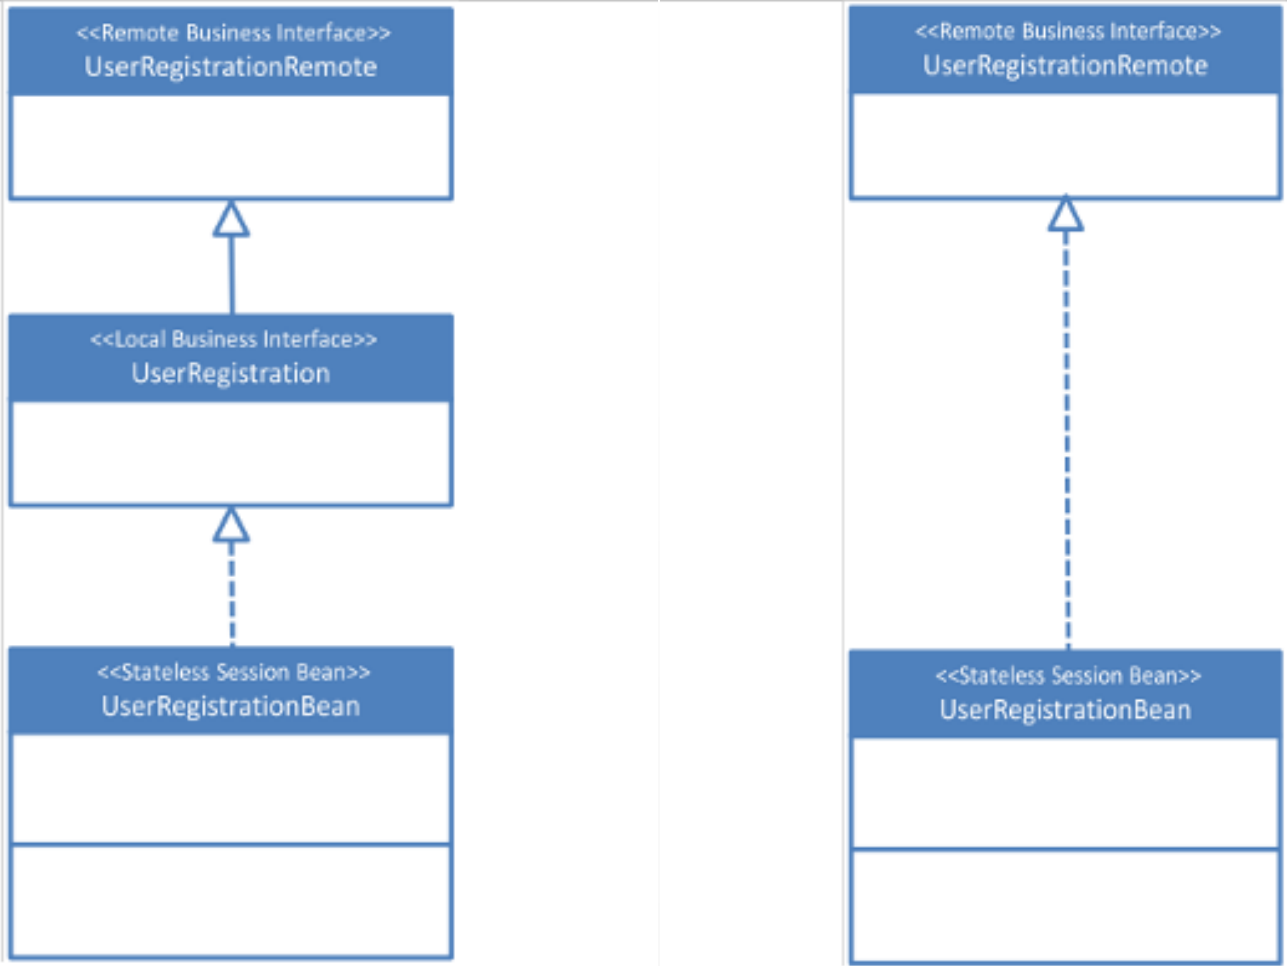 <<Remote Business Interface>>
UserRegistrationRemote
<<Local Business Interface>>
UserRegistration
<<Stateless Session Bean>>
UserRegistrationBean
<<Remote Business Interface>>
UserRegistrationRemote
<<Stateless Session Bean>>
UserRegistrationBean